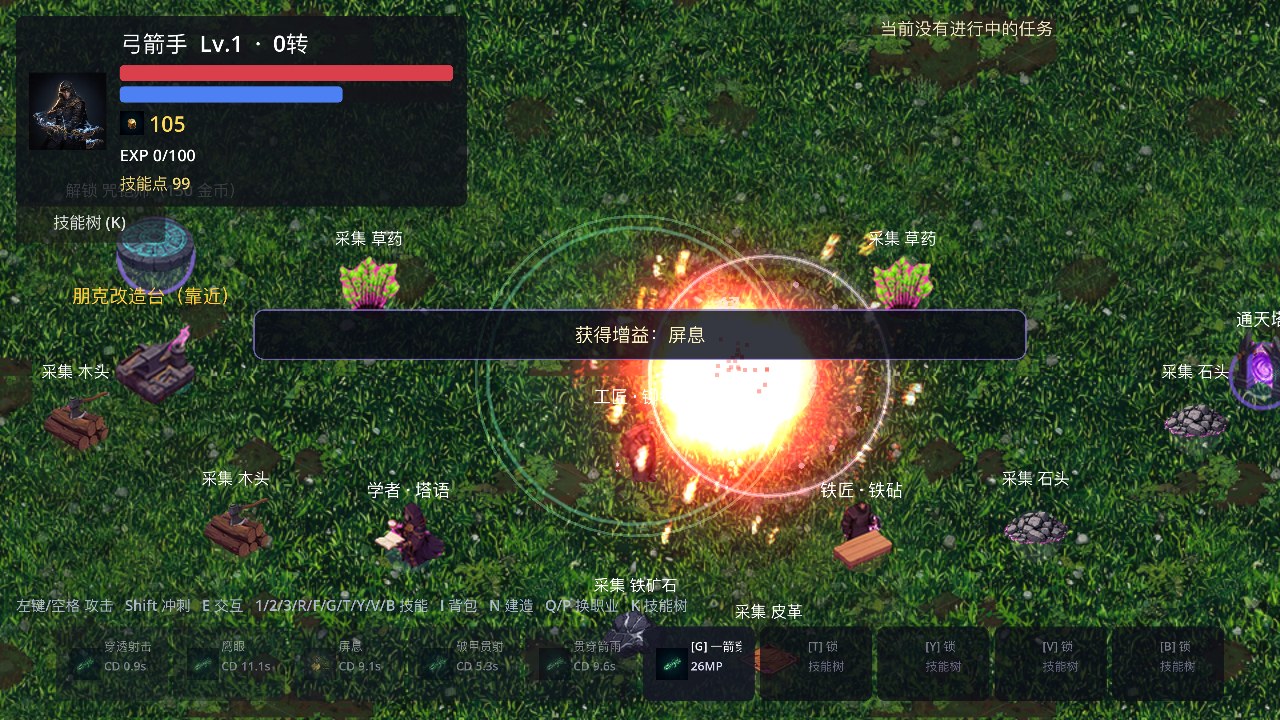 弓箭手 Lv.1 · 0转
当前没有进行中的任务
105
EXP 0/100
技能点 99
技能树 (K)
采集 草药
采集 草药
朋克改造台（靠近）
通天塔
获得增益：屏息
采集 木头
采集 石头
工匠 ·
采集 木头
学者 · 塔语
铁匠 · 铁砧
采集 石头
采集 铁矿石
左键/空格 攻击 Shift 冲刺 E 交互 1/2/3/R/F/G/T/Y/V/B 技能 I 背包 N 建造 Q/P 换职业 K 技能树
采集 皮革
穿透射击
CD 0.9s
鹰眼
CD 11.1s
屏息
CD 9.1s
破甲贯射
CD 5.3s
贯穿箭雨
CD 9.6s
[G] 一箭
26MP
[T] 锁
技能树
[Y] 锁
技能树
[V] 锁
技能树
[B] 锁
技能树